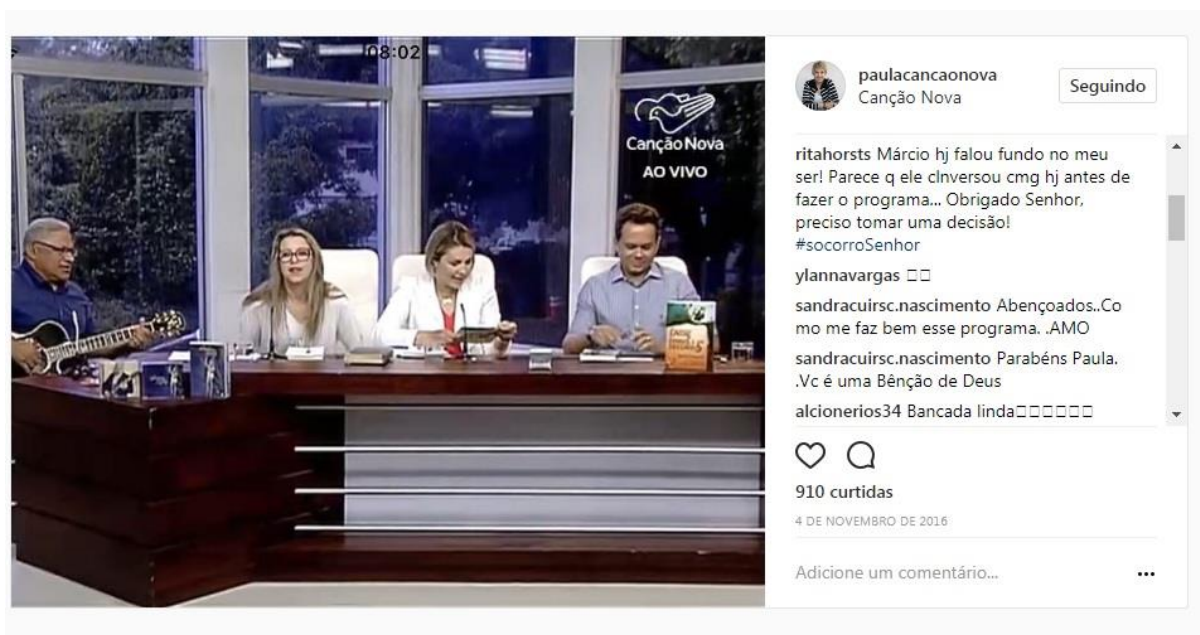 08:02
Canção Nova
AO VIVO
paulacancaonova
Canção Nova
Seguindo
ritahorsts Márcio hj falou fundo no meu
ser! Parece q ele clnversou cmg hj antes de
fazer o programa... Obrigado Senhor,
preciso tomar uma decisão!
#socorroSenhor
ylannavargas
sandracuirsc.nascimento Abençoados..Co
mo me faz bem esse programa. .AMO
sandracuirsc.nascimento Parabéns Paula.
.Vc é uma Bênção de Deus
alcionerios34 Bancada linda
910 curtidas
4 DE NOVEMBRO DE 2016
Adicione um comentário...